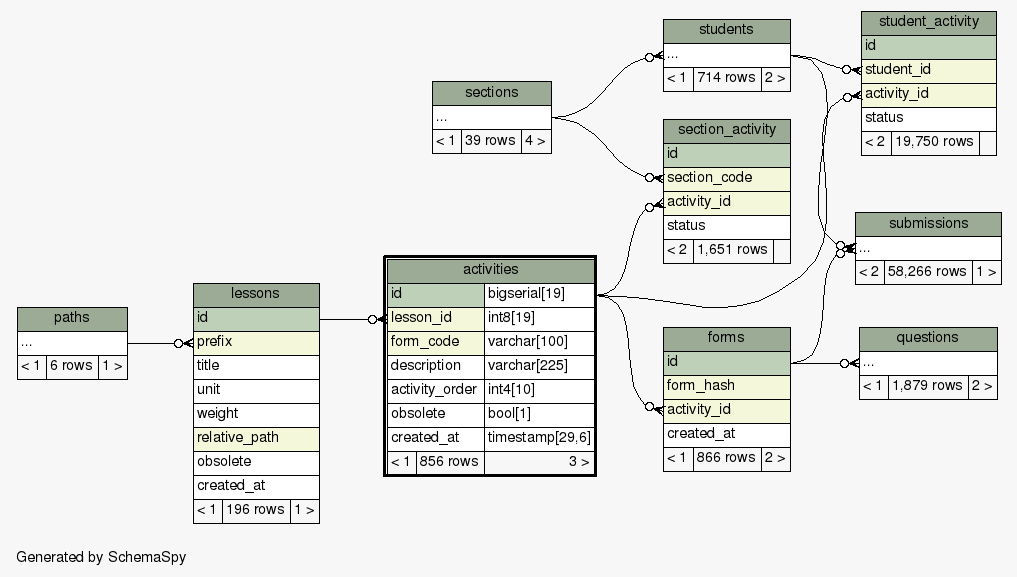 students
...
< 1 714 rows 2 >
student_activity
id
student_id
activity_id
status
< 2 19,750 rows
sections
...
< 1 39 rows 4 >
section_activity
id
section_code
activity_id
status
< 2 1,651 rows
submissions
...
< 2 58,266 rows 1 >
paths
...
< 1 6 rows 1 >
lessons
id
prefix
title
unit
weight
relative_path
obsolete
created_at
< 1 196 rows 1 >
activities
id bigserial[19]
lesson_id int8[19]
form_code varchar[100]
description varchar[225]
activity_order int4[10]
obsolete bool[1]
created_at timestamp[29,6]
< 1 856 rows 3 >
forms
id
form_hash
activity_id
created_at
< 1 866 rows 2 >
questions
...
< 1 1,879 rows 2 >
Generated by SchemaSpy